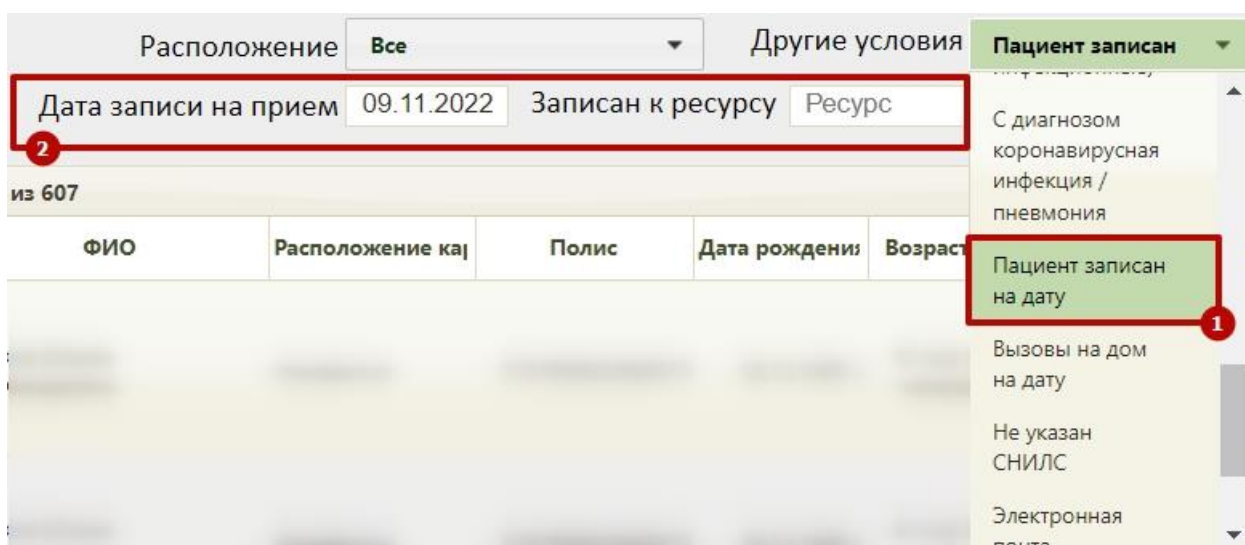 Расположение Все Другие условия Пациент записан
Дата записи на прием 09.11.2022 Записан к ресурсу Ресурс
2
из 607
ФИО Расположение кар Полис Дата рождения Возраст
С диагнозом
коронавирусная
инфекция /
пневмония
Пациент записан
на дату
1
Вызовы на дом
на дату
Не указан
СНИЛС
Электронная